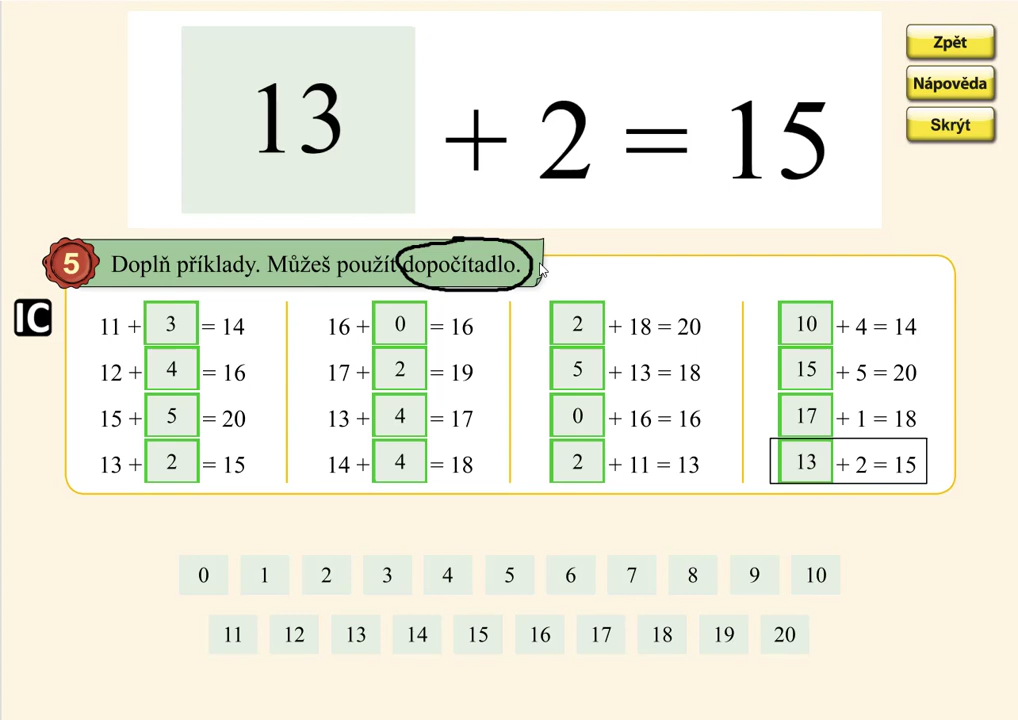 13 + 2 = 15
Zpět
Nápověda
Skrýt
5 Doplň příklady. Můžeš použít dopočítadlo.
IC
11 + 3 = 14
12 + 4 = 16
15 + 5 = 20
13 + 2 = 15
16 + 0 = 16
17 + 2 = 19
13 + 4 = 17
14 + 4 = 18
2 + 18 = 20
5 + 13 = 18
0 + 16 = 16
2 + 11 = 13
10 + 4 = 14
15 + 5 = 20
17 + 1 = 18
13 + 2 = 15
0 1 2 3 4 5 6 7 8 9 10
11 12 13 14 15 16 17 18 19 20